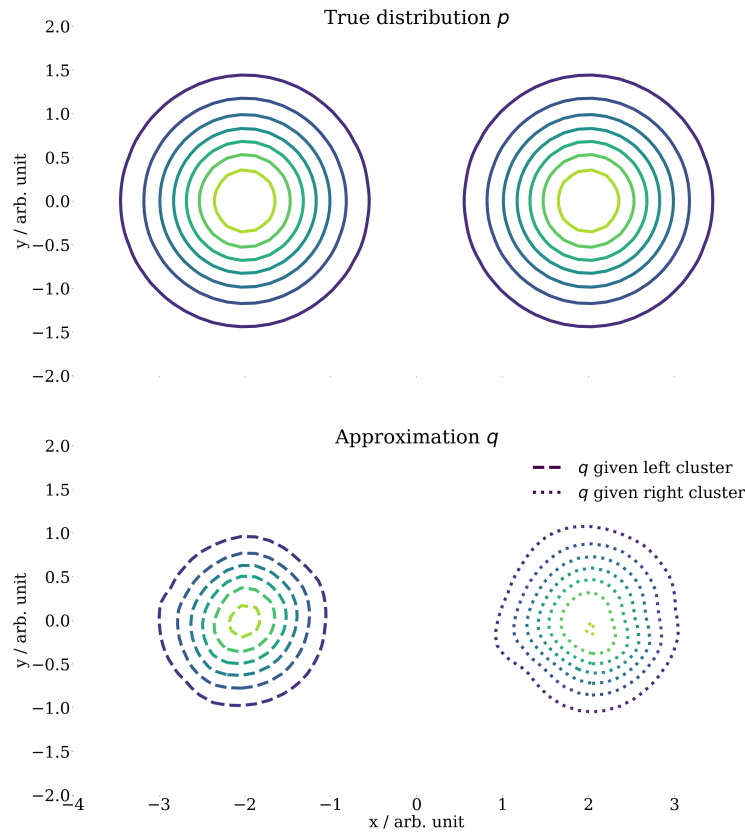 True distribution p
2.0
1.5
1.0
0.5
0.0
−0.5
−1.0
−1.5
−2.0
y / arb. unit
Approximation q
2.0
1.5
1.0
0.5
0.0
−0.5
−1.0
−1.5
−2.0
y / arb. unit
q given left cluster
q given right cluster
−4 −3 −2 −1 0 1 2 3
x / arb. unit